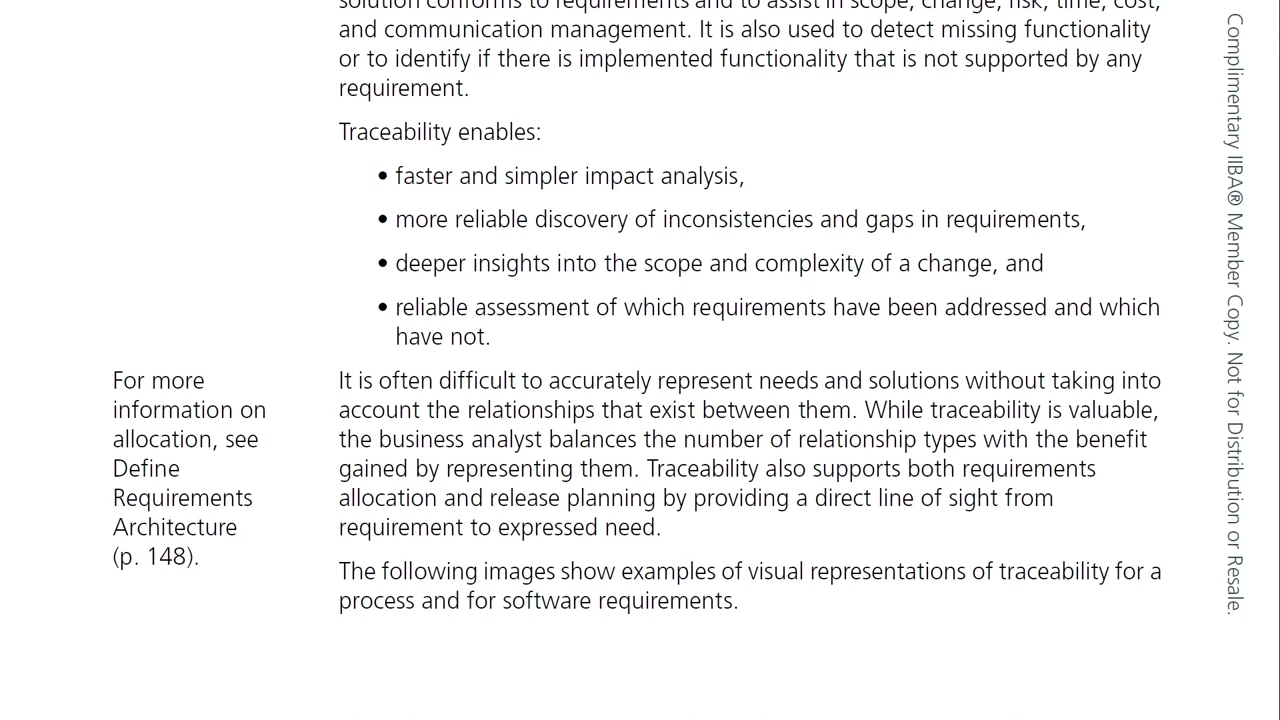 solution conforms to requirements and to assist in scope, change, risk, time, cost,
and communication management. It is also used to detect missing functionality
or to identify if there is implemented functionality that is not supported by any
requirement.
Traceability enables:
• faster and simpler impact analysis,
• more reliable discovery of inconsistencies and gaps in requirements,
• deeper insights into the scope and complexity of a change, and
• reliable assessment of which requirements have been addressed and which
have not.
For more
information on
allocation, see
Define
Requirements
Architecture
(p. 148).
It is often difficult to accurately represent needs and solutions without taking into
account the relationships that exist between them. While traceability is valuable,
the business analyst balances the number of relationship types with the benefit
gained by representing them. Traceability also supports both requirements
allocation and release planning by providing a direct line of sight from
requirement to expressed need.
The following images show examples of visual representations of traceability for a
process and for software requirements.
Complimentary IIBA® Member Copy. Not for Distribution or Resale.